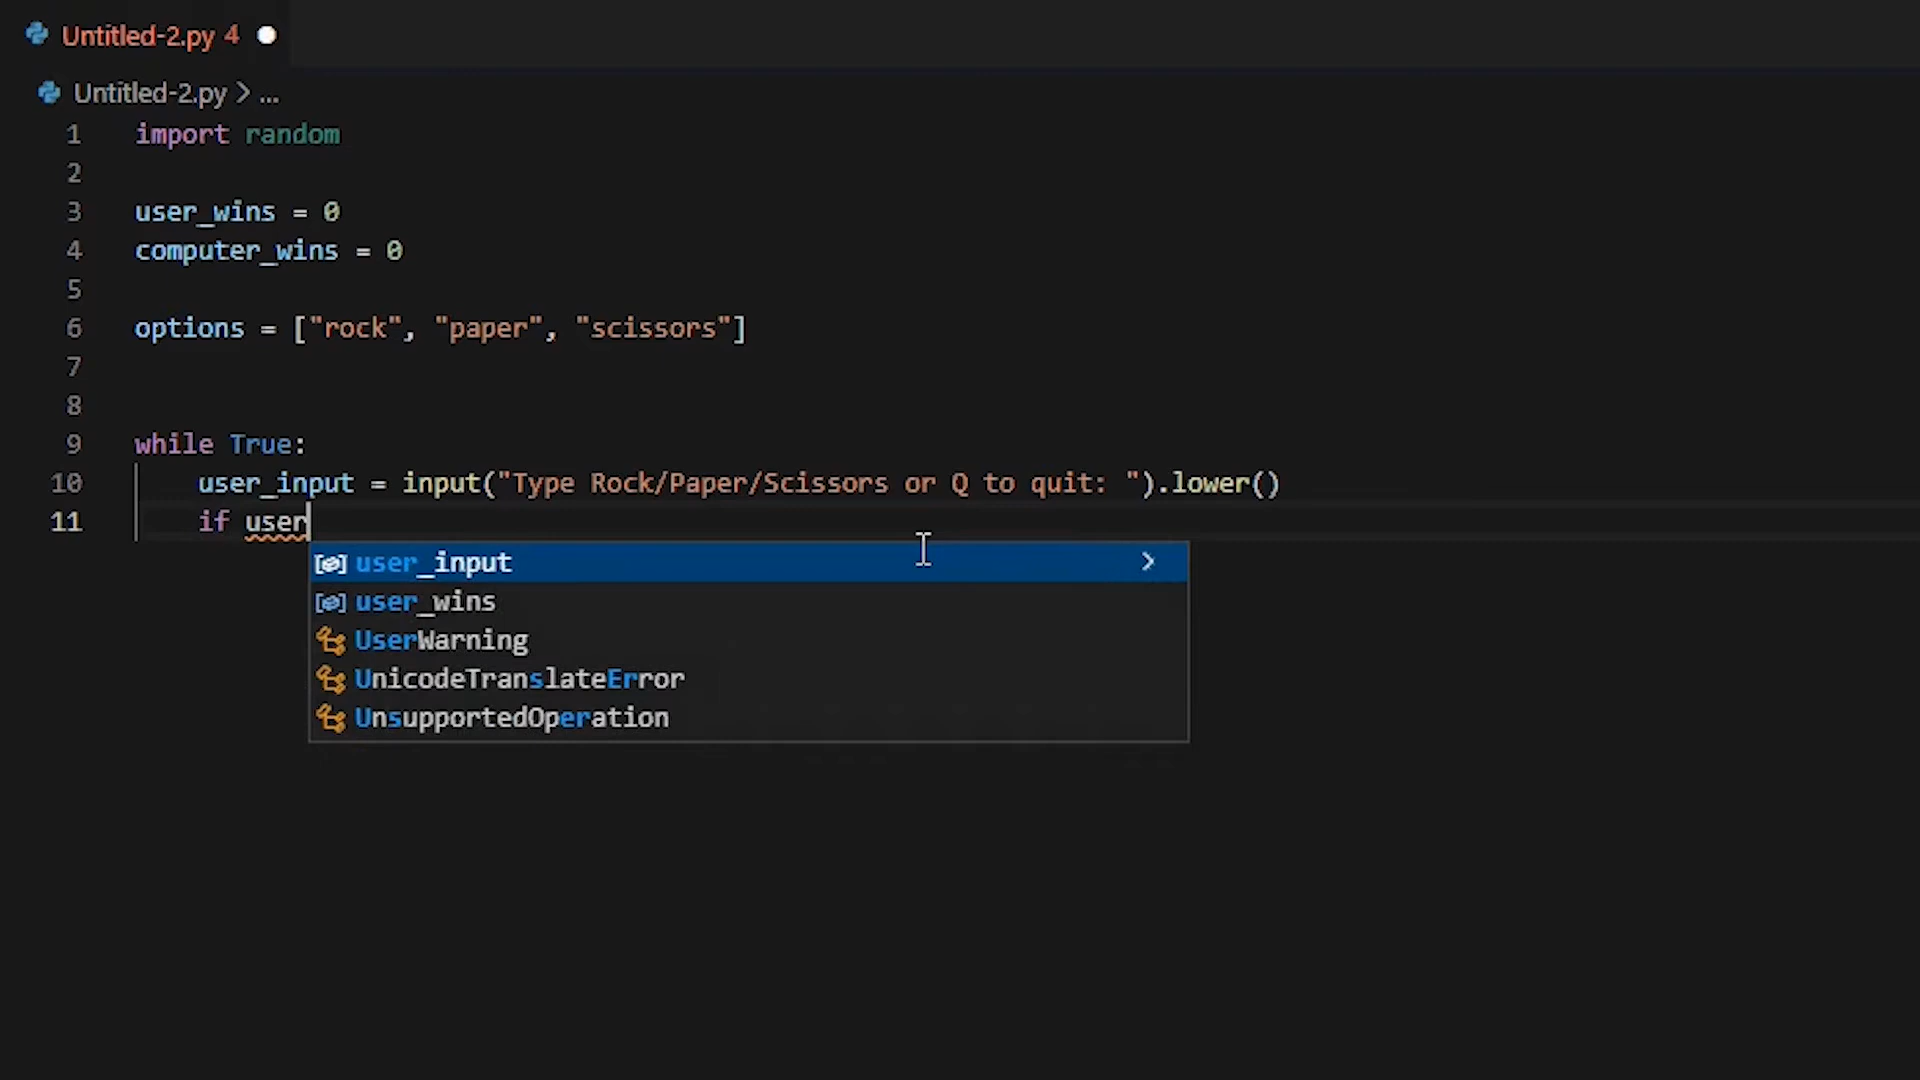 Untitled-2.py 4
Untitled-2.py > ...
1 import random
2
3 user_wins = 0
4 computer_wins = 0
5
6 options = ["rock", "paper", "scissors"]
7
8
9 while True:
10 user_input = input("Type Rock/Paper/Scissors or Q to quit: ").lower()
11 if user
user_input
user_wins
UserWarning
UnicodeTranslateError
UnsupportedOperation